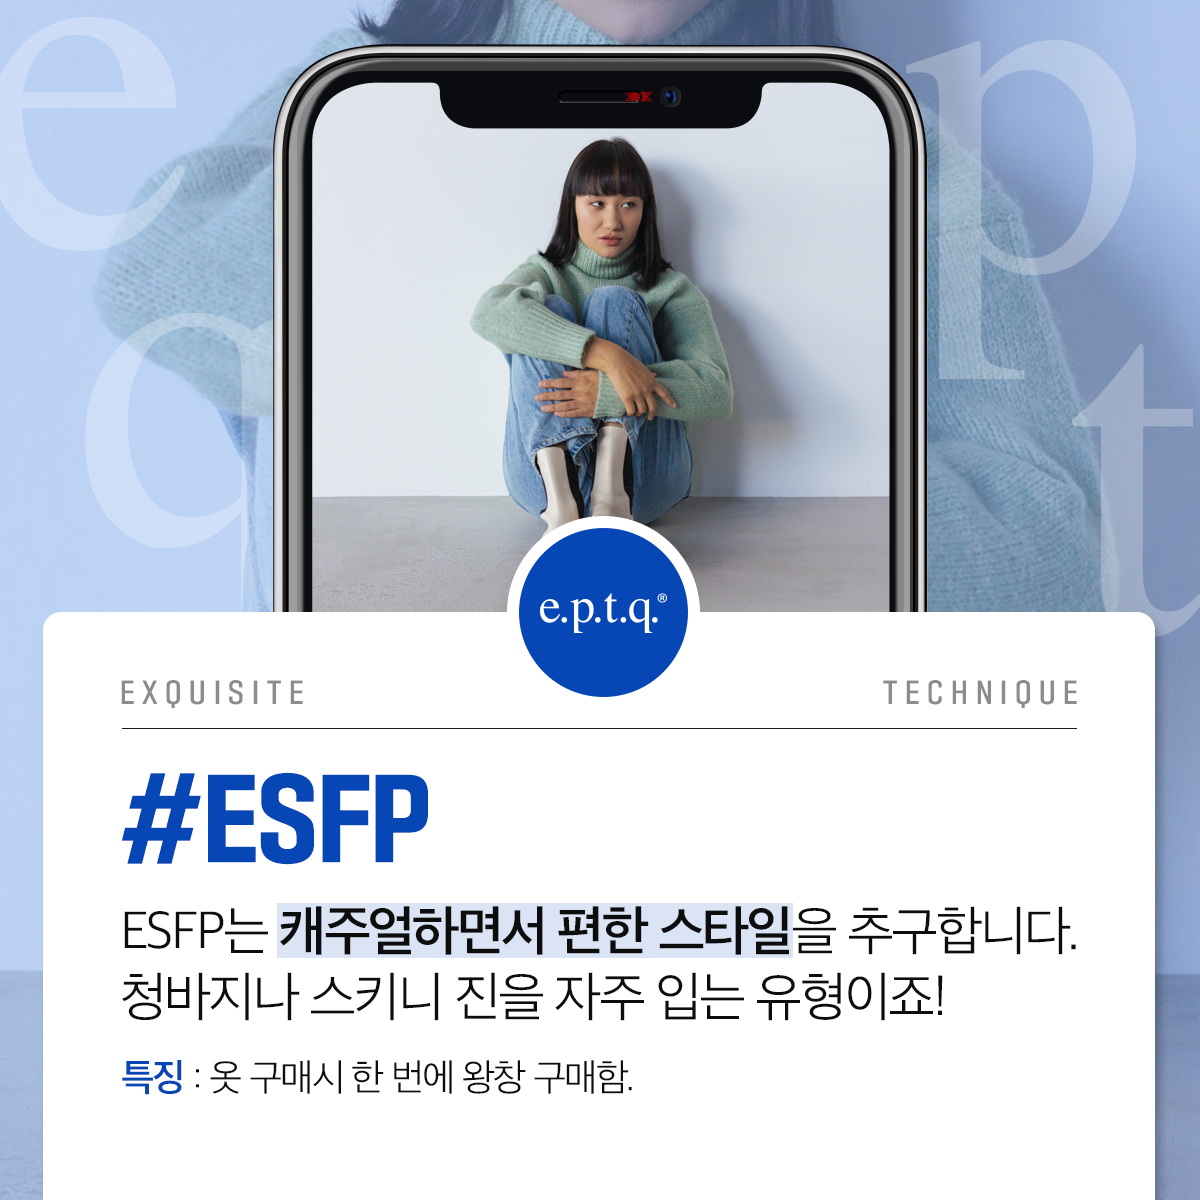 e p
q t
e.p.t.q.®
EXQUISITE TECHNIQUE
#ESFP
ESFP는 캐주얼하면서 편한 스타일을 추구합니다.
청바지나 스키니 진을 자주 입는 유형이죠!
특징 : 옷 구매시 한 번에 왕창 구매함.